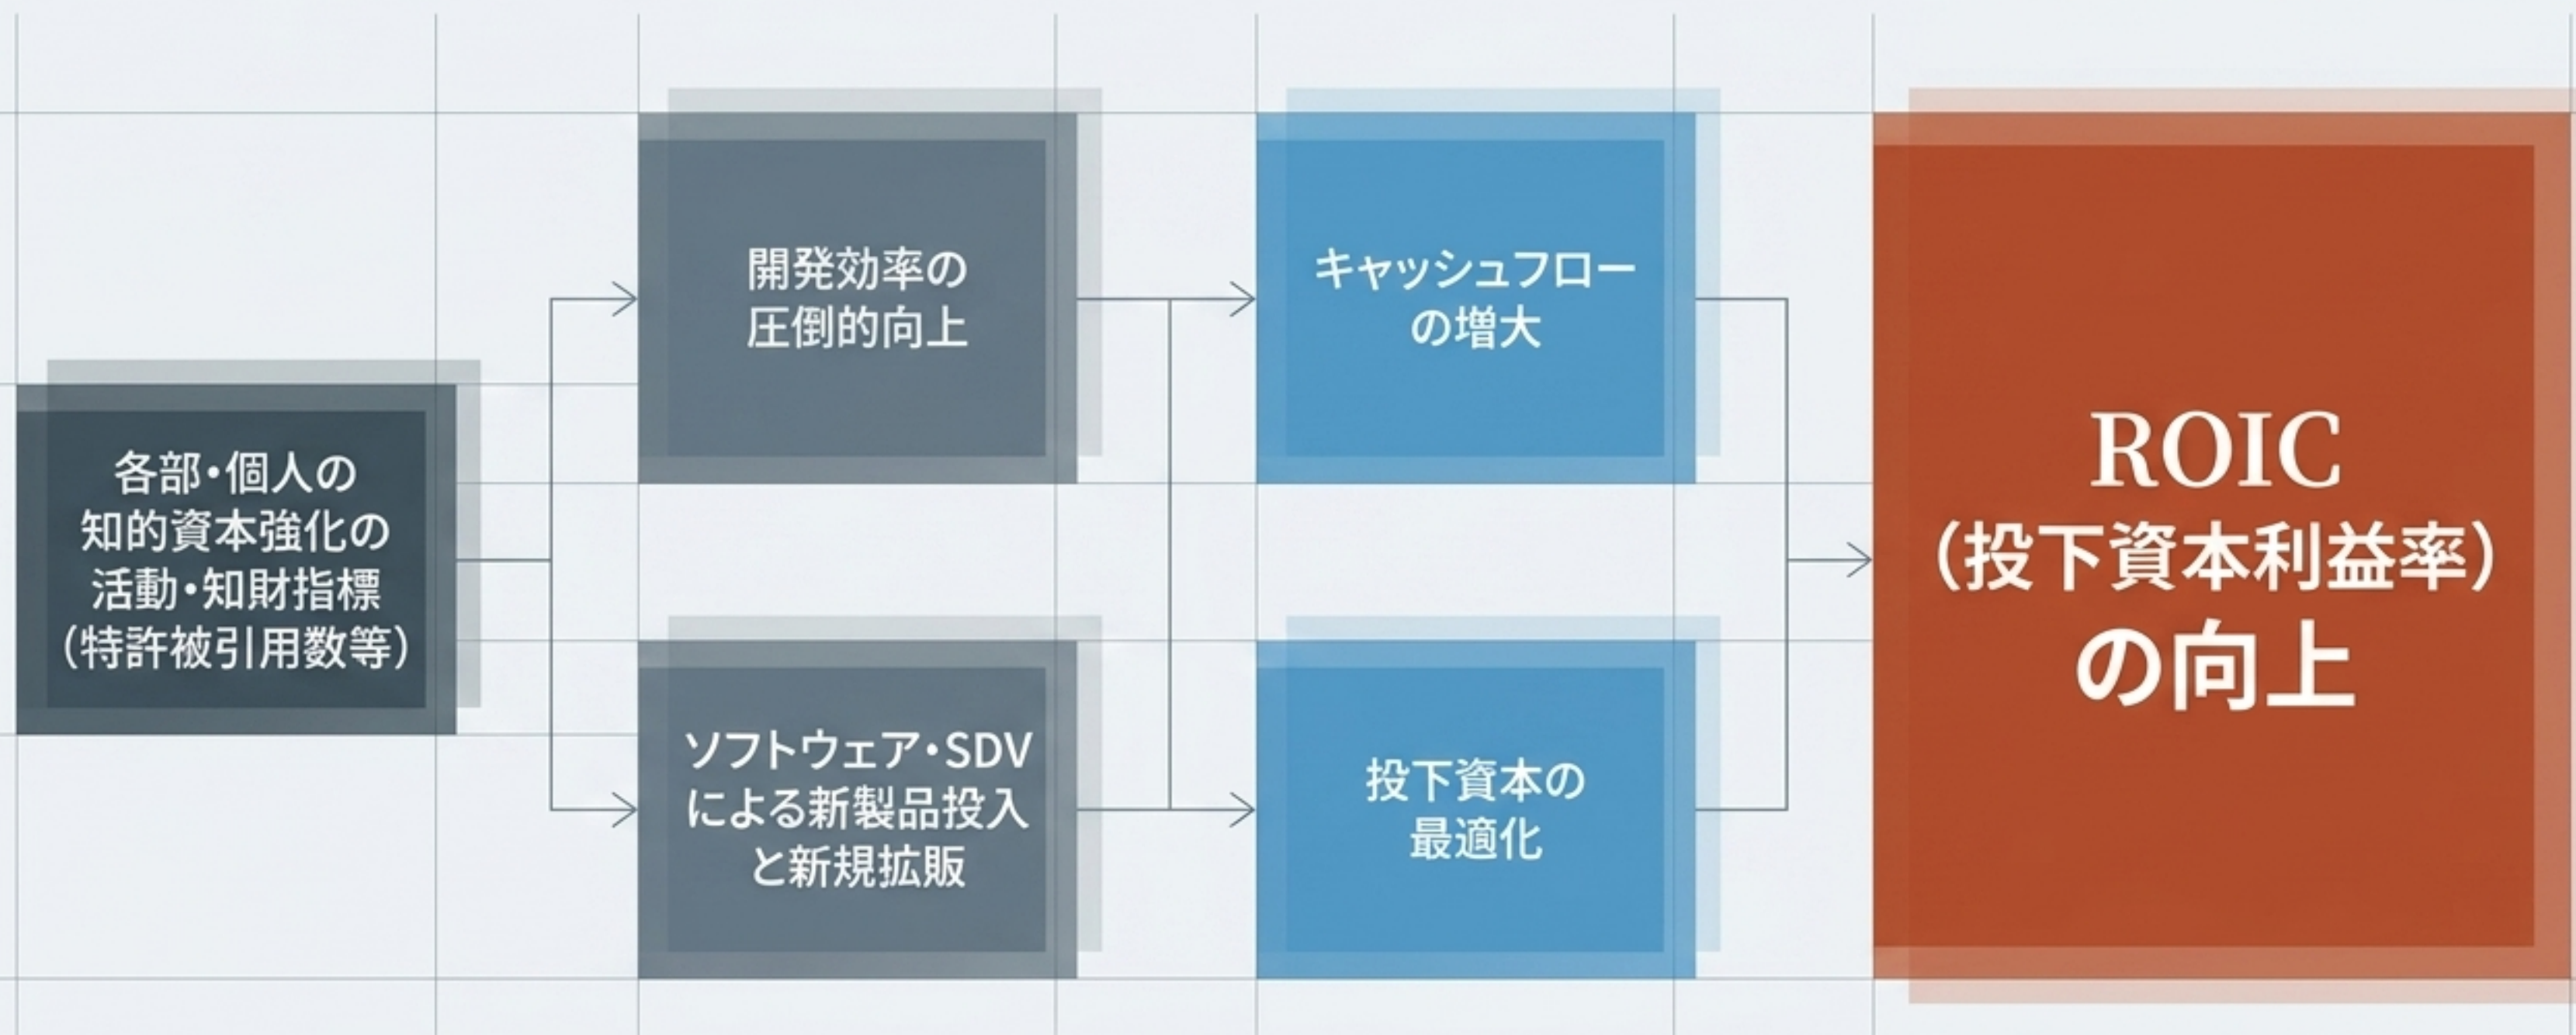 各部・個人の
知的資本強化の
活動・知財指標
（特許被引用数等）
開発効率の
圧倒的向上
ソフトウェア・SDV
による新製品投入
と新規拡販
キャッシュフロー
の増大
投下資本の
最適化
ROIC
（投下資本利益率）
の向上